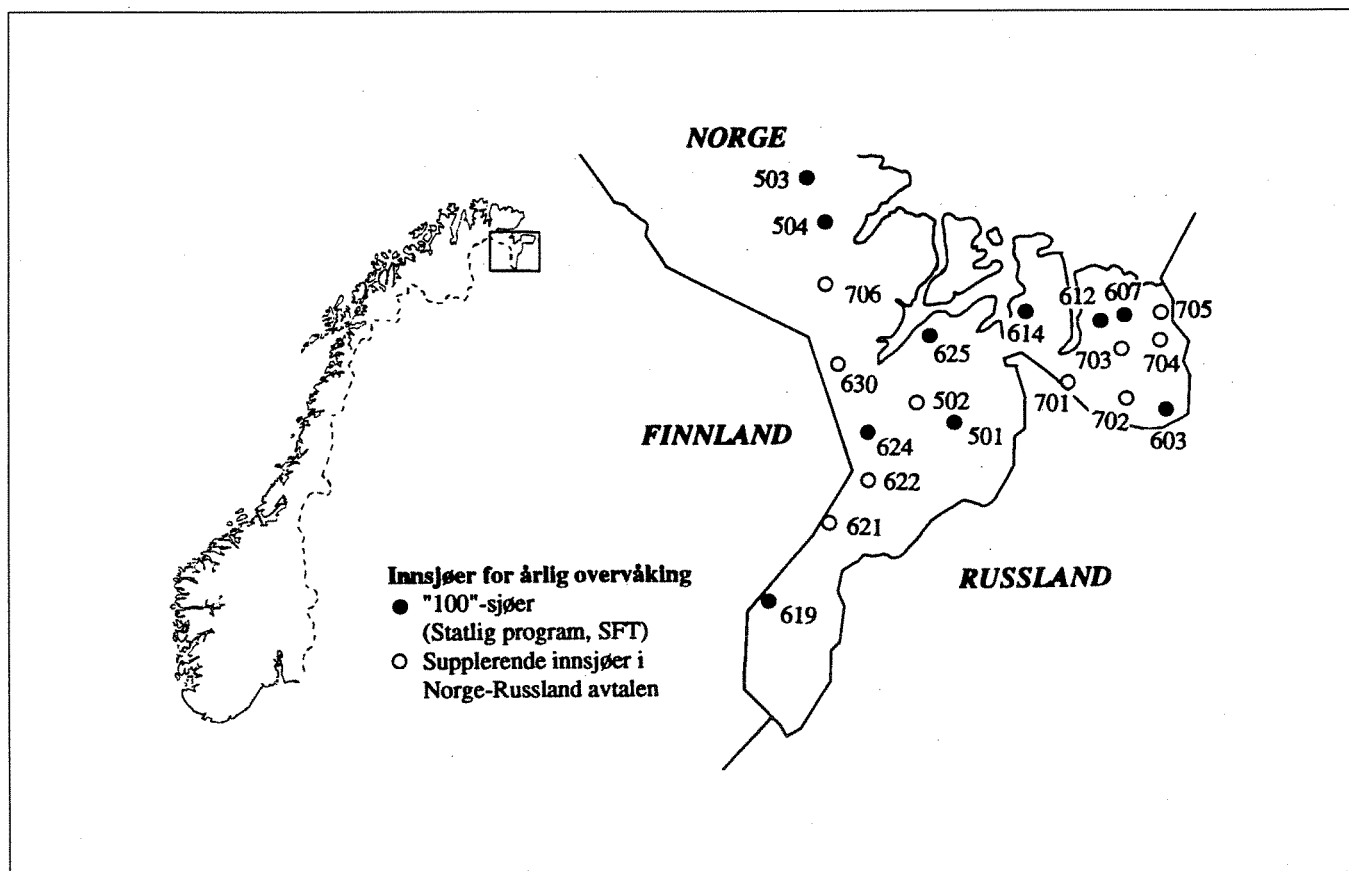 NORGE
503
504
706
612
607
705
614
625
703
704
630
701
502
702
FINNLAND
501
603
624
622
621
Innsjøer for årlig overvåking
RUSSLAND
"100"-sjøer
619
(Statlig program, SFT)
Supplerende innsjøer i
Norge-Russland avtalen